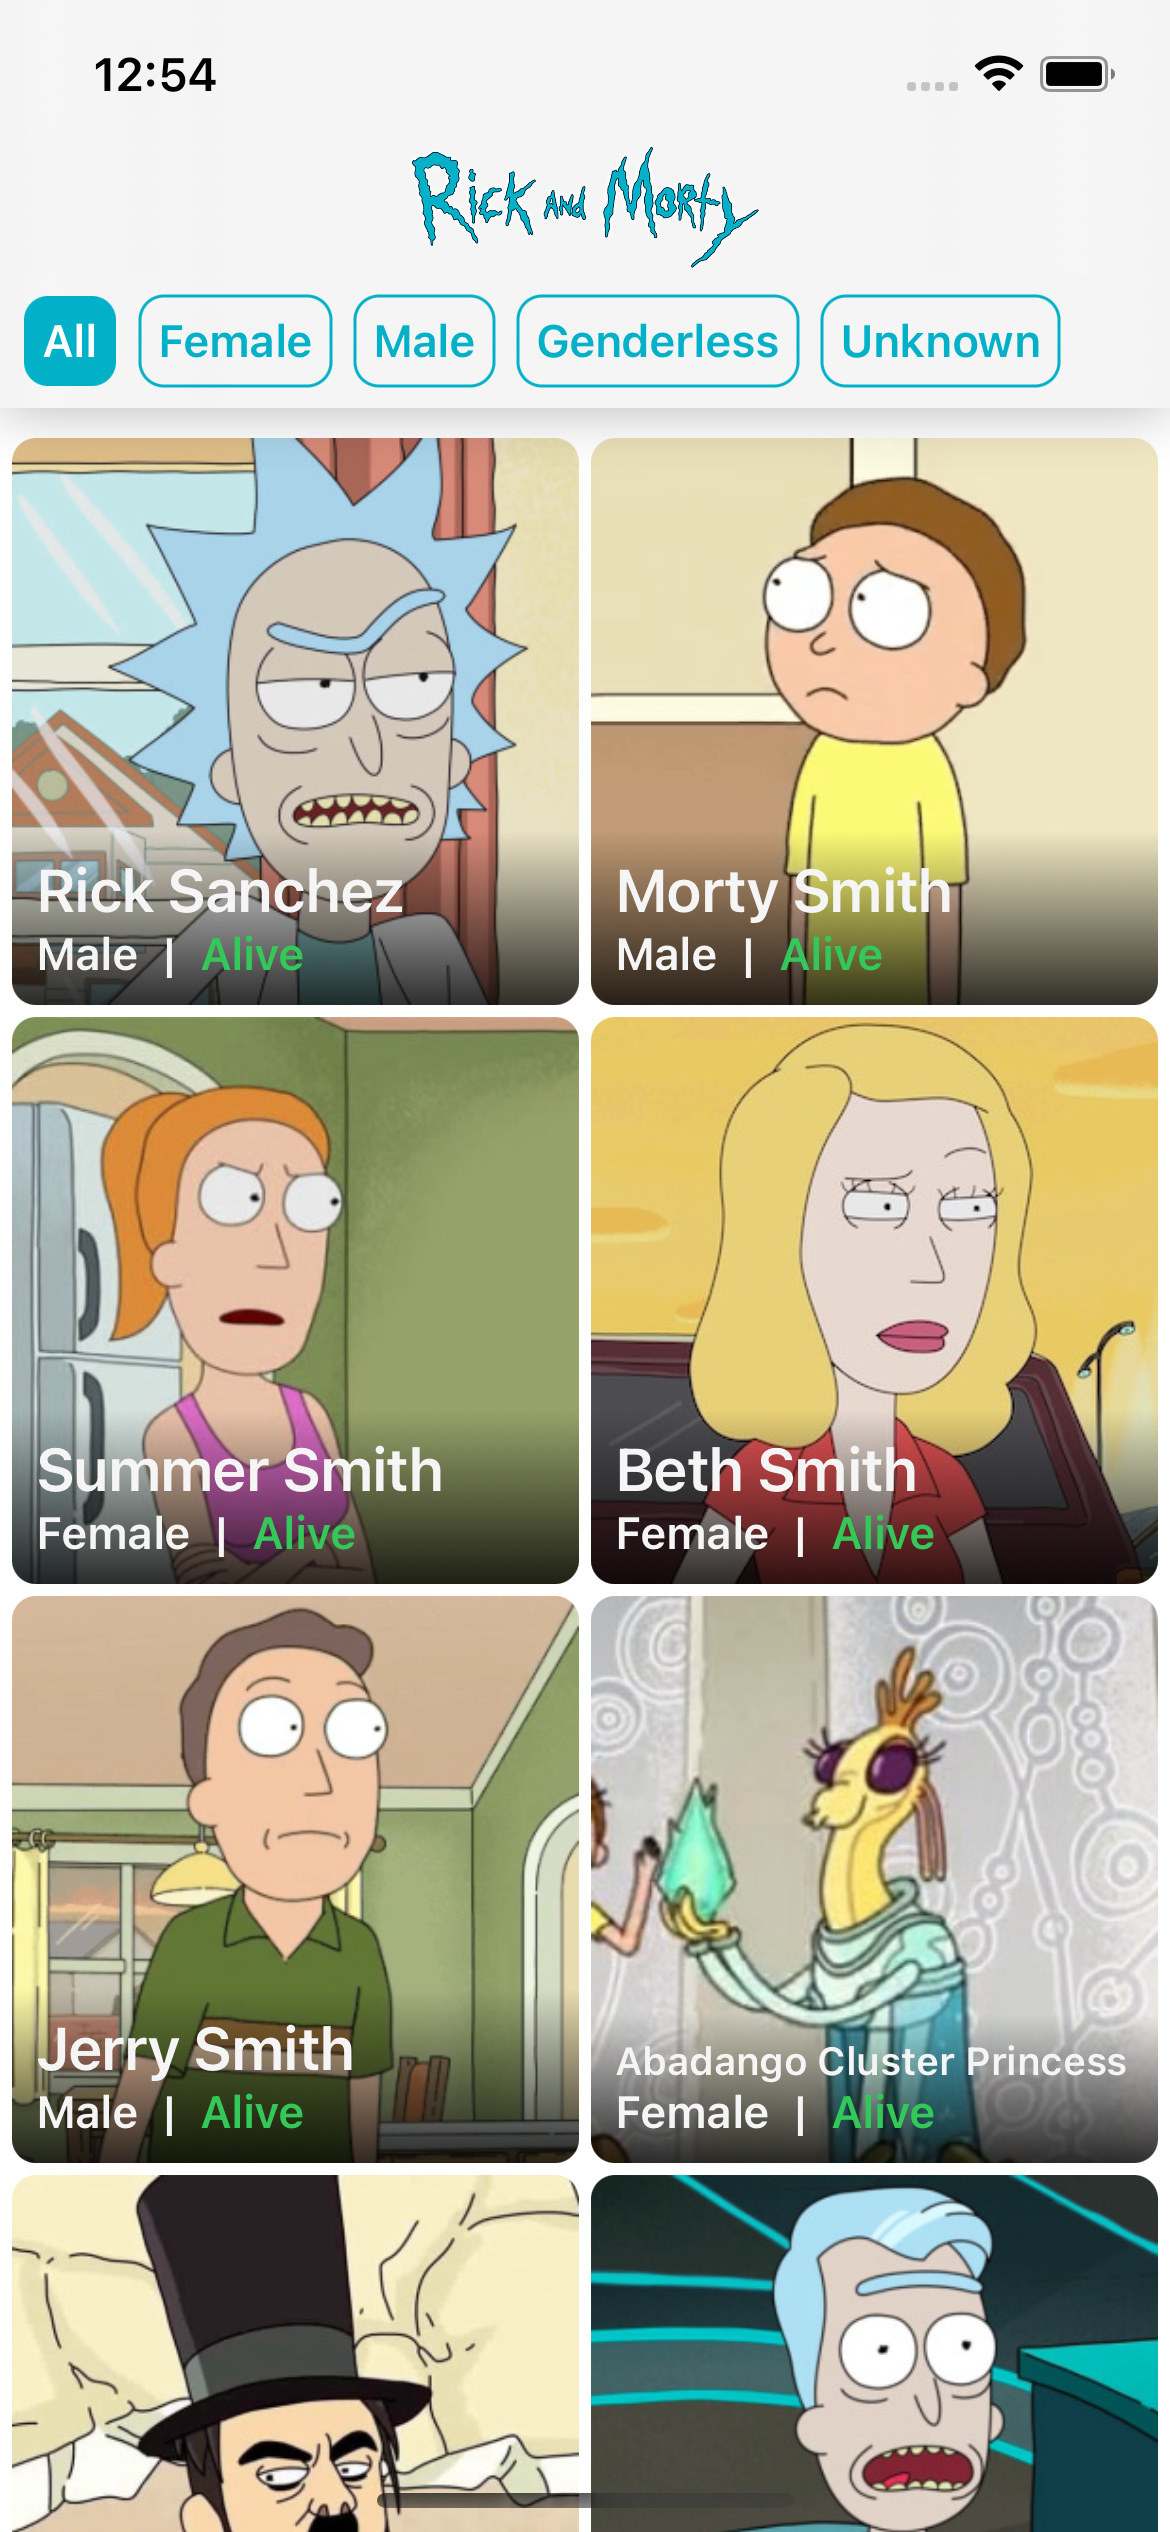 12:54
Rick and Morty
All Female Male Genderless Unknown
Rick Sanchez
Male | Alive
Morty Smith
Male | Alive
Summer Smith
Female | Alive
Beth Smith
Female | Alive
Jerry Smith
Male | Alive
Abadango Cluster Princess
Female | Alive